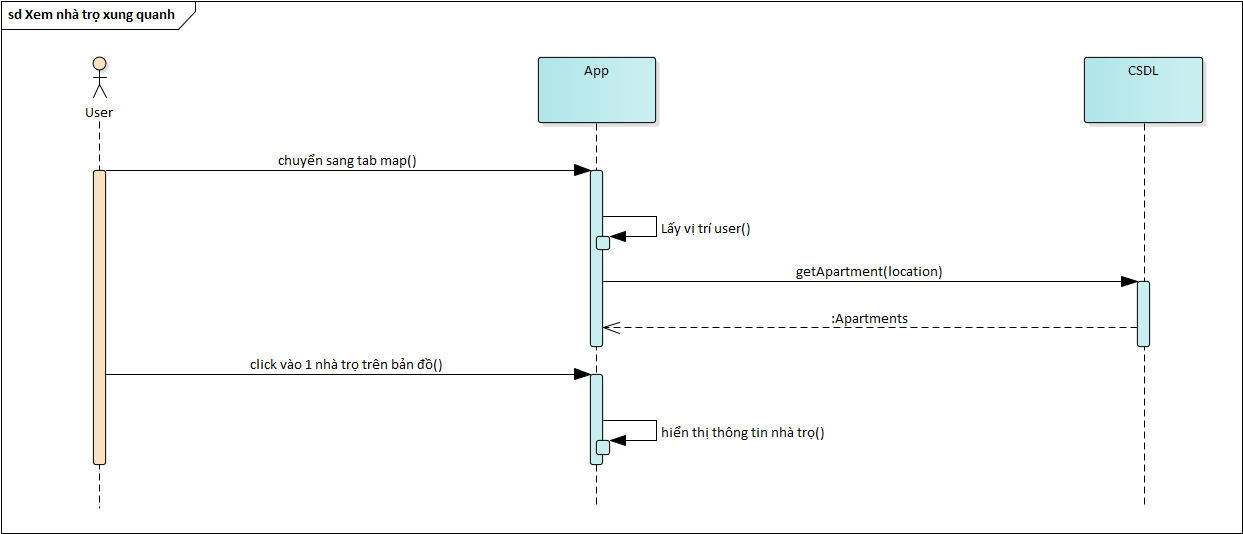 sd Xem nhà trọ xung quanh
User
App
CSDL
chuyển sang tab map()
Lấy vị trí user()
getApartment(location)
:Apartments
click vào 1 nhà trọ trên bản đồ()
hiển thị thông tin nhà trọ()